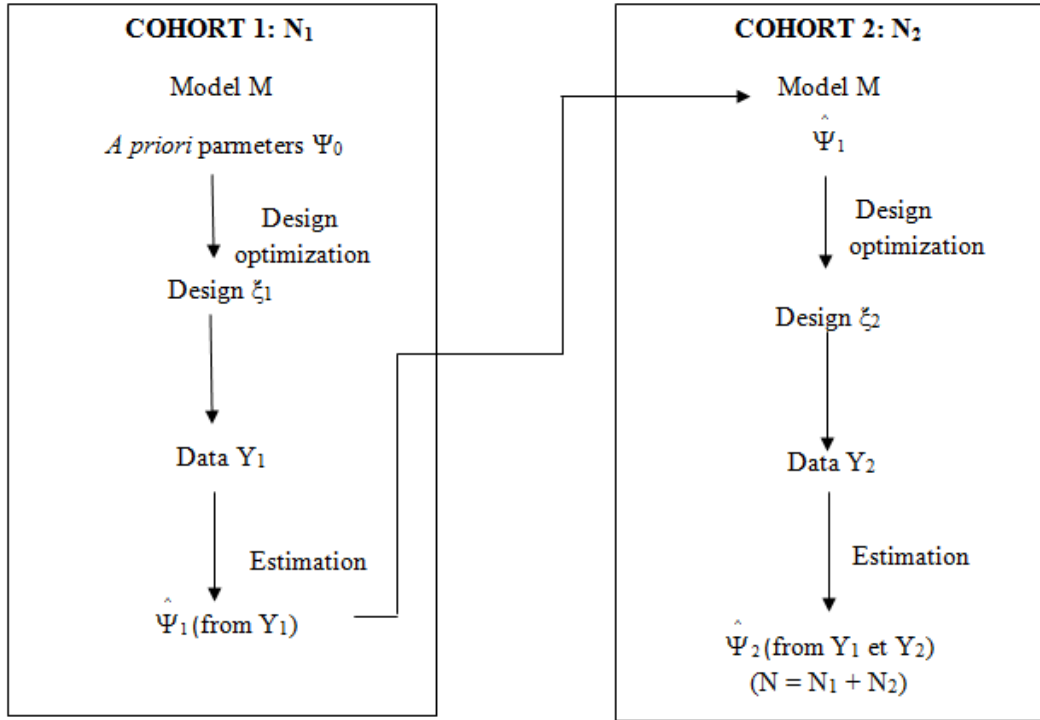 COHORT 1: N₁
Model M
A priori parmeters Ψ₀
Design
optimization
Design ξ₁
Data Y₁
Estimation
Ψ̂₁ (from Y₁)
COHORT 2: N₂
Model M
Ψ̂₁
Design
optimization
Design ξ₂
Data Y₂
Estimation
Ψ̂₂ (from Y₁ et Y₂)
(N = N₁ + N₂)